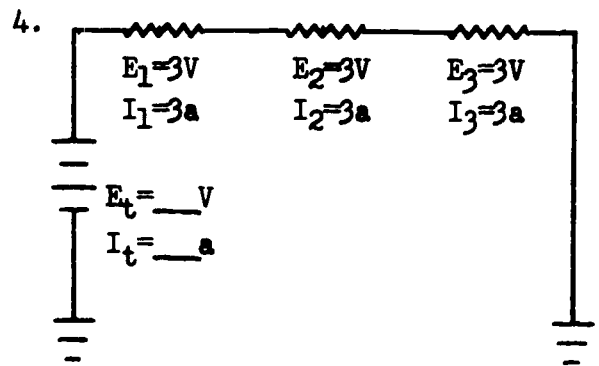 4.
E1=3V E2=3V E3=3V
I1=3a I2=3a I3=3a
Et=___V
It=___a